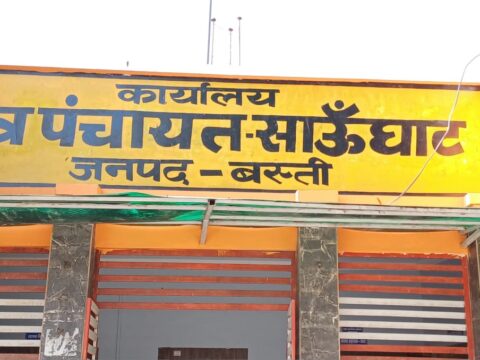 कार्यालय
त्र पंचायत-साऊँघाट
जनपद - बस्ती